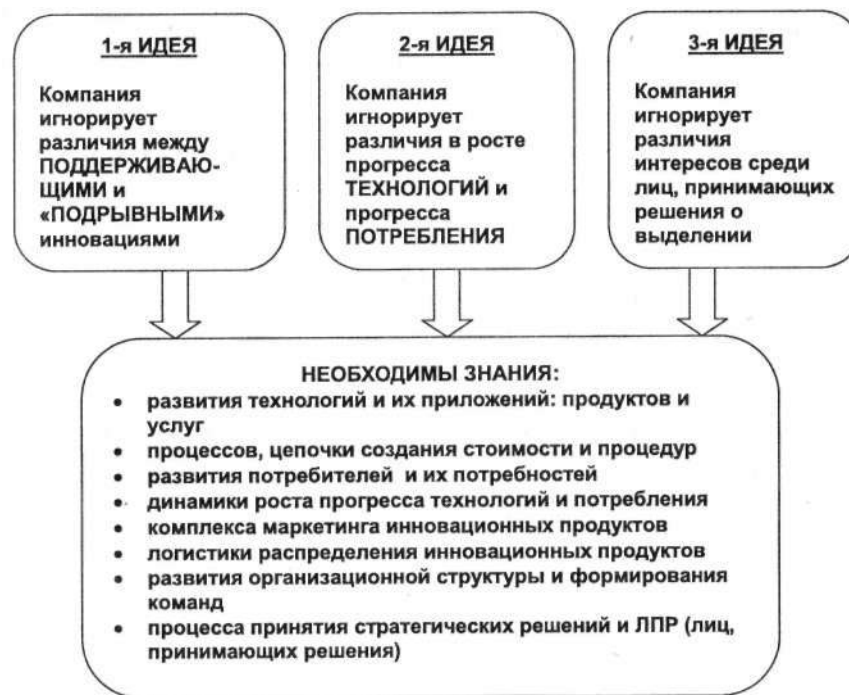 1-я ИДЕЯ
Компания
игнорирует
различия между
ПОДДЕРЖИВАЮ-
ЩИМИ и
«ПОДРЫВНЫМИ»
инновациями
2-я ИДЕЯ
Компания
игнорирует
различия в росте
прогресса
ТЕХНОЛОГИЙ и
прогресса
ПОТРЕБЛЕНИЯ
3-я ИДЕЯ
Компания
игнорирует
различия
интересов среди
лиц, принимающих
решения о
выделении
НЕОБХОДИМЫ ЗНАНИЯ:
• развития технологий и их приложений: продуктов и
услуг
• процессов, цепочки создания стоимости и процедур
• развития потребителей и их потребностей
• динамики роста прогресса технологий и потребления
• комплекса маркетинга инновационных продуктов
• логистики распределения инновационных продуктов
• развития организационной структуры и формирования
команд
• процесса принятия стратегических решений и ЛПР (лиц,
принимающих решения)